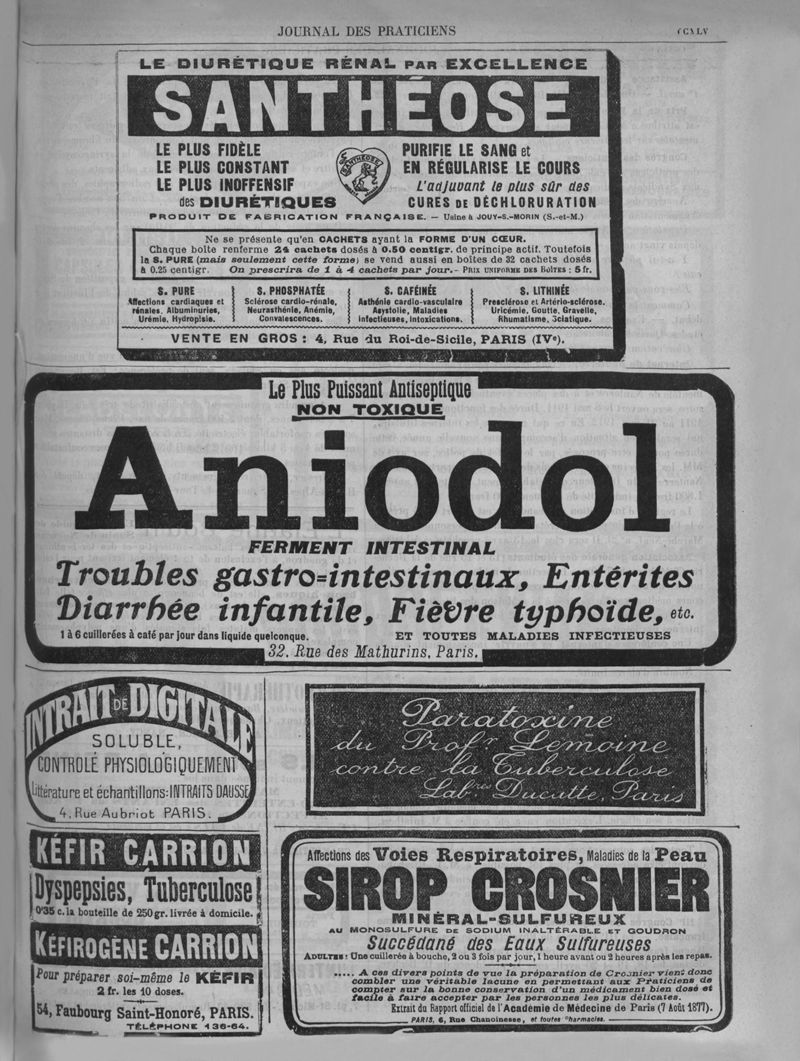 JOURNAL DES PRATICIENS
LE DIURÉTIQUE RÉNAL PAR EXCELLENCE
SANTHÉOSE
LE PLUS FIDÈLE
LE PLUS CONSTANT
LE PLUS INOFFENSIF
des DIURÉTIQUES
SANTHÉOSE
PURIFIE LE SANG et
EN RÉGULARISE LE COURS
L'adjuvant le plus sûr des
CURES DE DÉCHLORURATION
PRODUIT DE FABRICATION FRANÇAISE. — Usine à JOUY-S.-MORIN (S.-et-M.)
Ne se présente qu'en CACHETS ayant la FORME D'UN CŒUR.
Chaque boîte renferme 24 cachets dosés à 0.50 centigr. de principe actif. Toutefois
la S. PURE (mais seulement cette forme) se vend aussi en boîtes de 32 cachets dosés
à 0.25 centigr. On prescrira de 1 à 4 cachets par jour. - PRIX UNIFORME DES BOÎTES : 5 fr.
S. PURE
Affections cardiaques et
rénales, Albuminuries,
Urémie, Hydropisie.
S. PHOSPHATÉE
Sclérose cardio-rénale,
Neurasthénie, Anémie,
Convalescences.
S. CAFÉINÉE
Asthénie cardio-vasculaire
Asystolie, Maladies
infectieuses, Intoxications.
S. LITHINÉE
Presclérose et Artério-sclérose.
Uricémie, Goutte, Gravelle,
Rhumatisme, Sciatique.
VENTE EN GROS : 4, Rue du Roi-de-Sicile, PARIS (IVe).
Le Plus Puissant Antiseptique
NON TOXIQUE
Aniodol
FERMENT INTESTINAL
Troubles gastro=intestinaux, Entérites
Diarrhée infantile, Fièvre typhoïde, etc.
1 à 6 cuillerées à café par jour dans liquide quelconque. ET TOUTES MALADIES INFECTIEUSES
32, Rue des Mathurins, Paris.
INTRAIT DE DIGITALE
SOLUBLE,
CONTRÔLÉ PHYSIOLOGIQUEMENT
Littérature et échantillons: INTRAITS DAUSSE
4, Rue Aubriot PARIS.
Paratoxine
du Profr Lemoine
contre la Tuberculose
Labres Ducatte, Paris
KÉFIR CARRION
Dyspepsies, Tuberculose
0'35 c. la bouteille de 250 gr. livrée à domicile.
KÉFIROGÈNE CARRION
Pour préparer soi-même le KÉFIR
2 fr. les 10 doses.
54, Faubourg Saint-Honoré, PARIS.
TÉLÉPHONE 136-64.
Affections des Voies Respiratoires, Maladies de la Peau
SIROP CROSNIER
MINÉRAL-SULFUREUX
AU MONOSULFURE DE SODIUM INALTÉRABLE ET GOUDRON
Succédané des Eaux Sulfureuses
ADULTES : Une cuillerée à bouche, 2 ou 3 fois par jour, 1 heure avant ou 2 heures après les repas.
..... A ces divers points de vue la préparation de Crosnier vient donc
combler une véritable lacune en permettant aux Praticiens de
compter sur la bonne conservation d'un médicament bien dosé et
facile à faire accepter par les personnes les plus délicates.
Extrait du Rapport officiel de l'Académie de Médecine de Paris (7 Août 1877).
PARIS, 6, Rue Chanoinesse, et toutes Pharmacies.